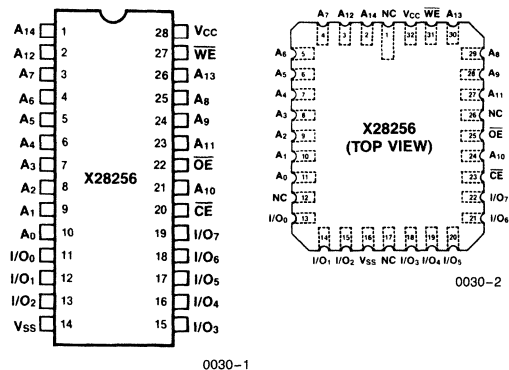 A14 1 28 VCC
A12 2 27 WE
A7 3 26 A13
A6 4 25 A8
A5 5 24 A9
A4 6 23 A11
A3 7 22 OE
X28256
A2 8 21 A10
A1 9 20 CE
A0 10 19 I/O7
I/O0 11 18 I/O6
I/O1 12 17 I/O5
I/O2 13 16 I/O4
VSS 14 15 I/O3
0030-1
A7 A12 A14 NC VCC WE A13
4 3 2 1 32 31 30
A6 5 29 A8
A5 6 28 A9
A4 7 27 A11
A3 8 26 NC
X28256
(TOP VIEW)
A2 9 25 OE
A1 10 24 A10
A0 11 23 CE
NC 12 22 I/O7
I/O0 13 21 I/O6
14 15 16 17 18 19 20
I/O1 I/O2 VSS NC I/O3 I/O4 I/O5
0030-2